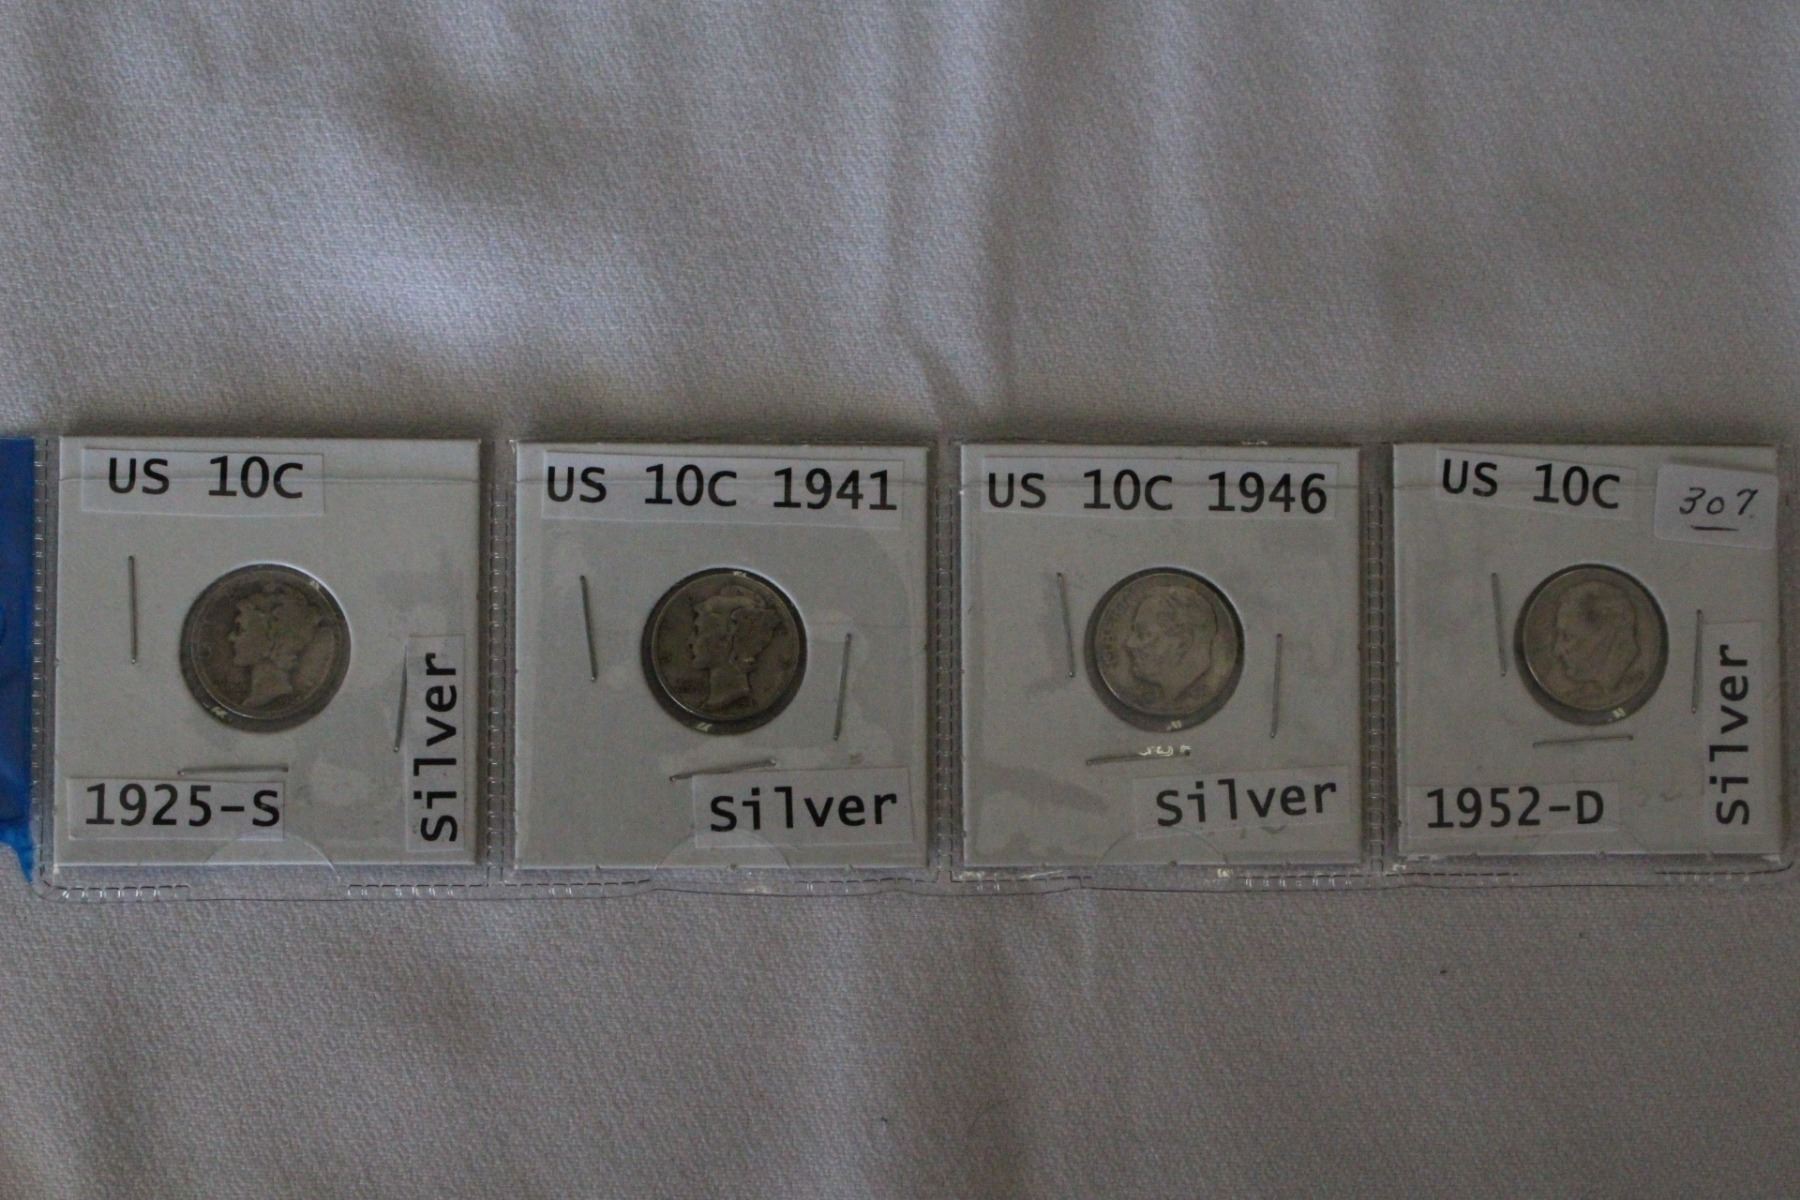 US 10C
1925-S
Silver
US 10C 1941
Silver
US 10C 1946
Silver
US 10C
307
1952-D
Silver